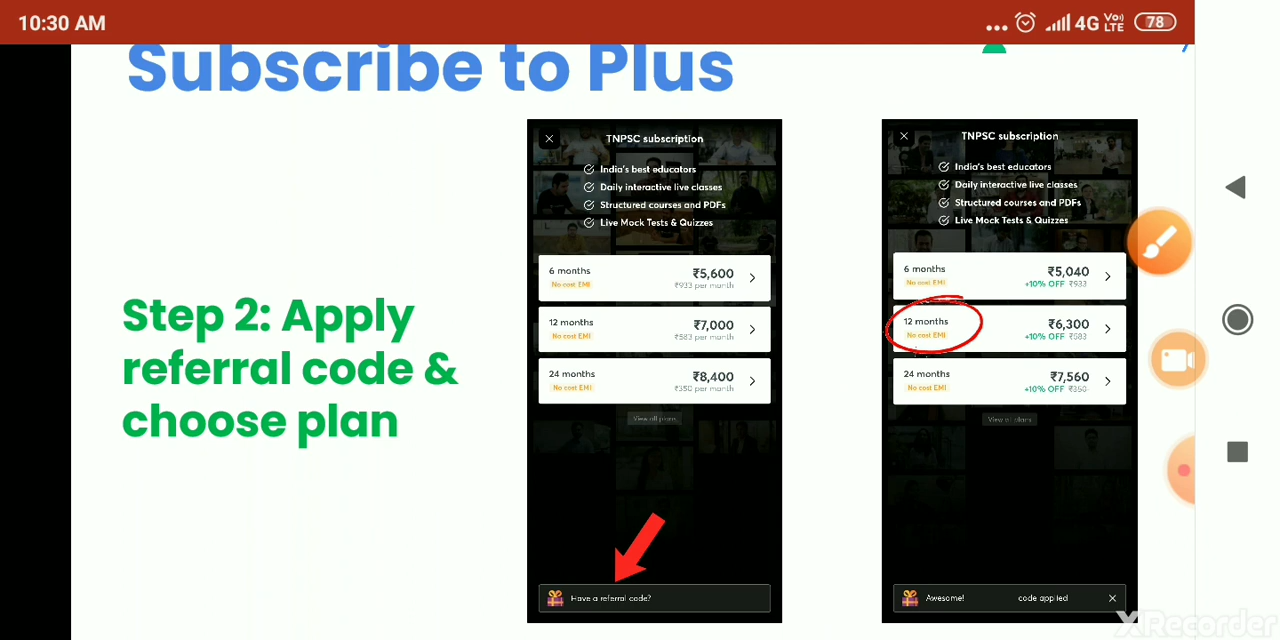 10:30 AM
4G VoD LTE 78
Subscribe to Plus
Step 2: Apply
referral code &
choose plan
TNPSC subscription
India's best educators
Daily interactive live classes
Structured courses and PDFs
Live Mock Tests & Quizzes
6 months ₹5,600
No cost EMI ₹933 per month
12 months ₹7,000
No cost EMI ₹583 per month
24 months ₹8,400
No cost EMI ₹350 per month
View all plans
Have a referral code?
TNPSC subscription
India's best educators
Daily interactive live classes
Structured courses and PDFs
Live Mock Tests & Quizzes
6 months ₹5,040
No cost EMI +10% OFF ₹933
12 months ₹6,300
No cost EMI +10% OFF ₹583
24 months ₹7,560
No cost EMI +10% OFF ₹350
View all plans
Awesome! code applied
XRecorder